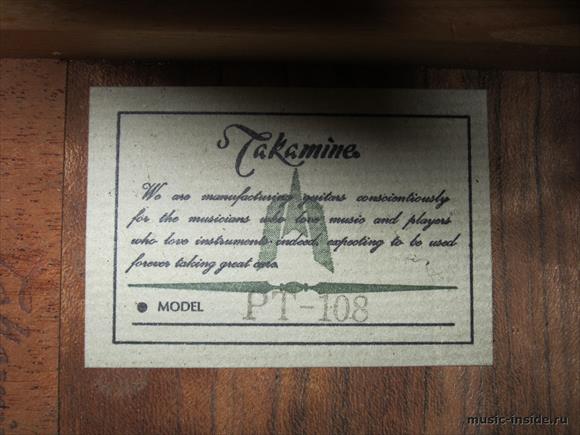 Takamine.
We are manufacturing guitars conscientiously
for the musicians who love music and players
who love instruments indeed, expecting to be used
forever taking great care.
MODEL PT-108
music-inside.ru